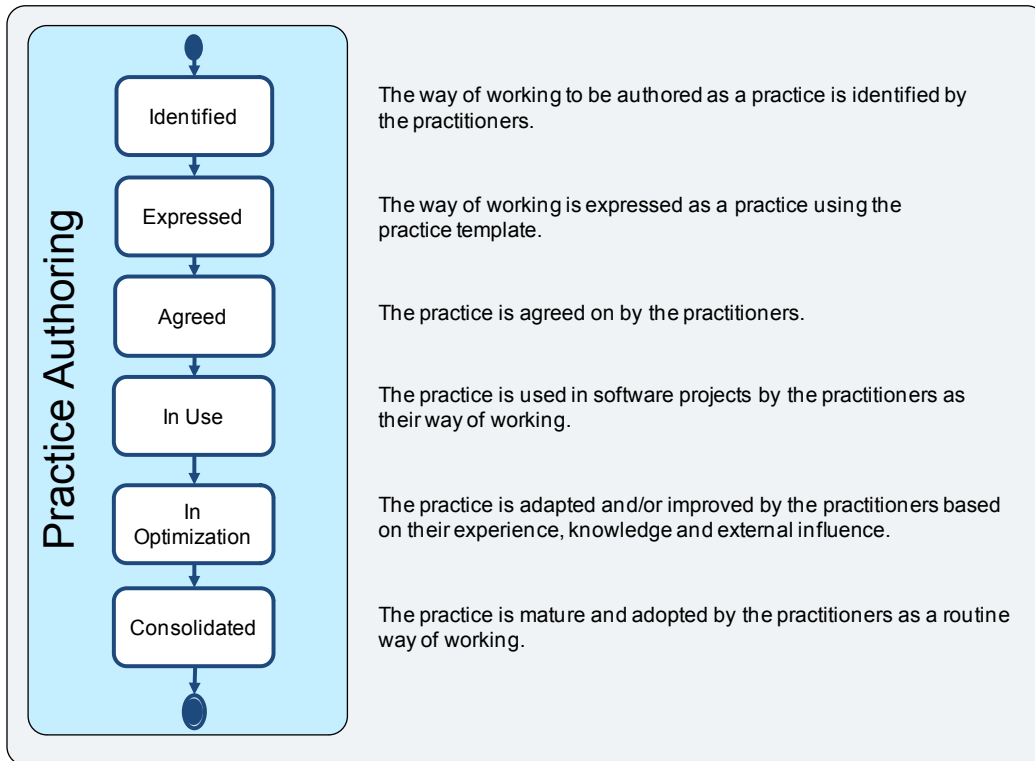 Practice Authoring
Identified
The way of working to be authored as a practice is identified by
the practitioners.
Expressed
The way of working is expressed as a practice using the
practice template.
Agreed
The practice is agreed on by the practitioners.
In Use
The practice is used in software projects by the practitioners as
their way of working.
In
Optimization
The practice is adapted and/or improved by the practitioners based
on their experience, knowledge and external influence.
Consolidated
The practice is mature and adopted by the practitioners as a routine
way of working.